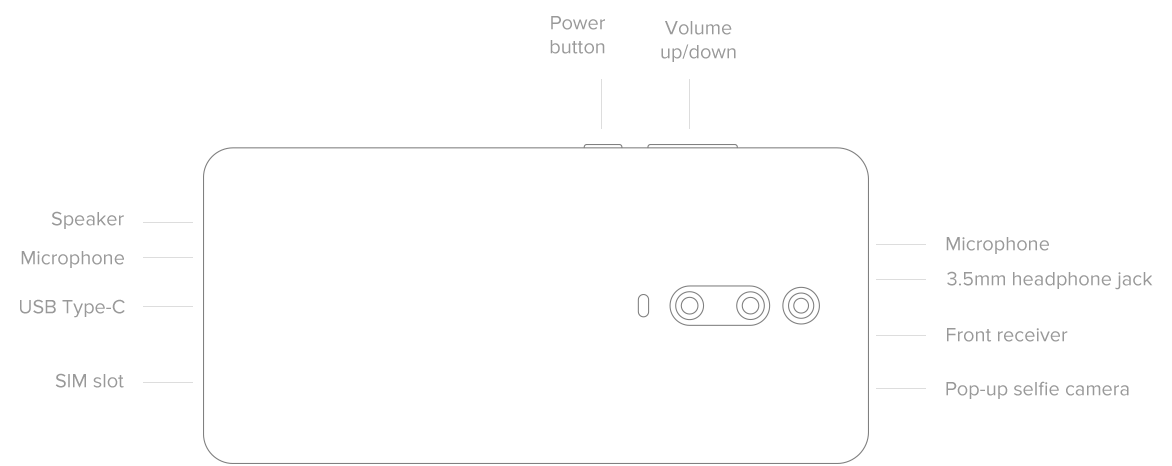 Power
button
Volume
up/down
Speaker
Microphone
USB Type-C
SIM slot
Microphone
3.5mm headphone jack
Front receiver
Pop-up selfie camera